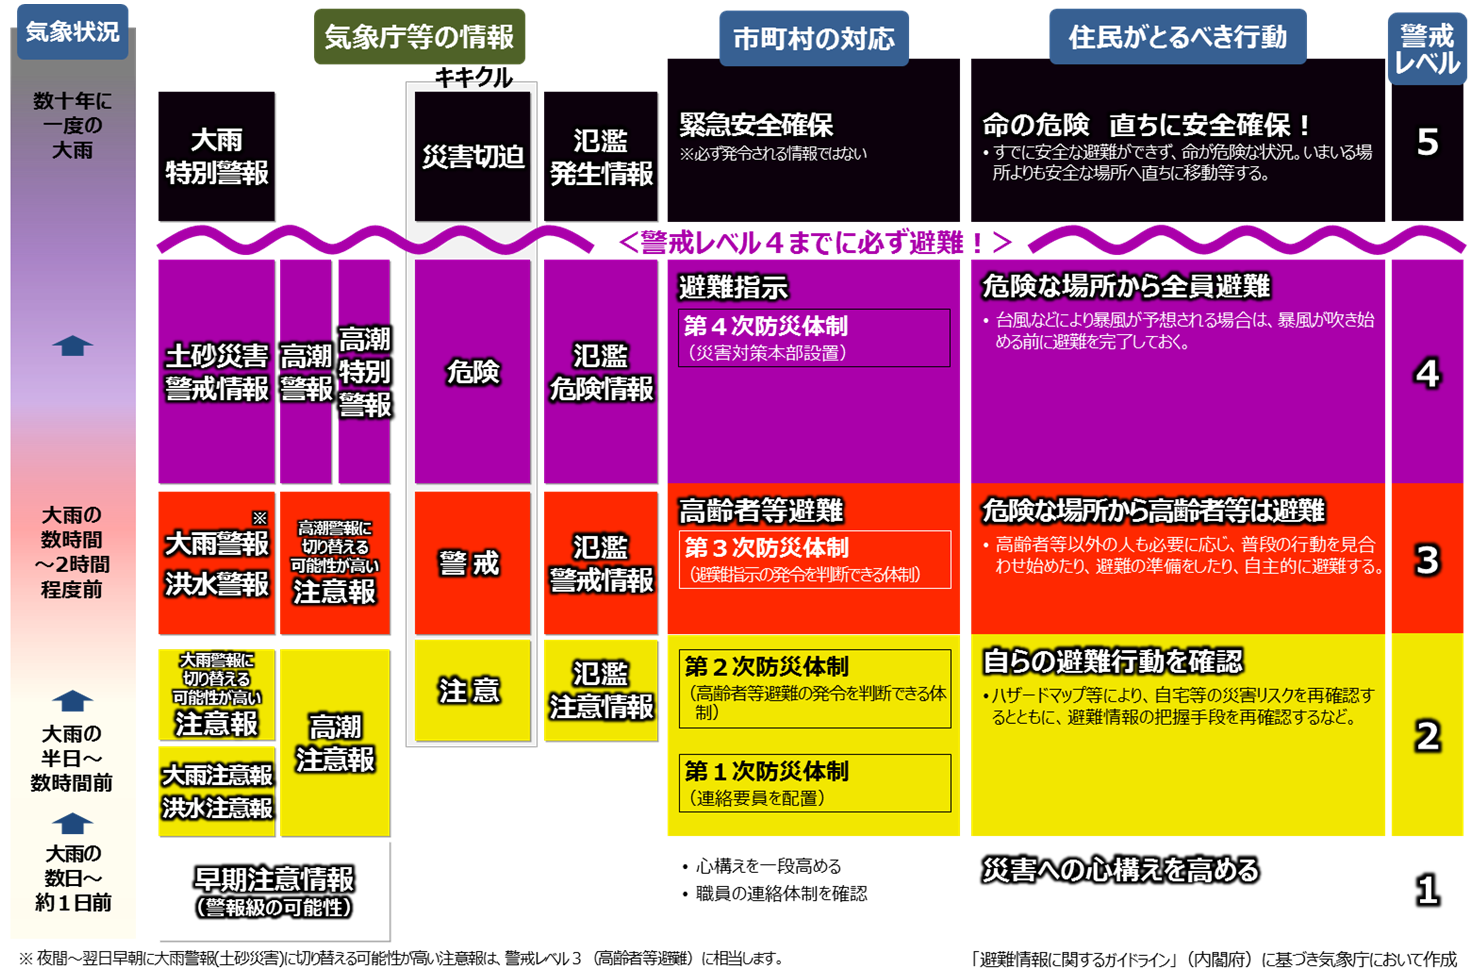 気象状況
気象庁等の情報
市町村の対応
住民がとるべき行動
警戒
レベル
キキクル
数十年に
一度の
大雨
大雨
特別警報
災害切迫
氾濫
発生情報
緊急安全確保
※必ず発令される情報ではない
命の危険 直ちに安全確保！
・すでに安全な避難ができず、命が危険な状況。いまいる場
所よりも安全な場所へ直ちに移動等する。
5
＜警戒レベル４までに必ず避難！＞
土砂災害
警戒情報
高潮
警報
高潮
特別
警報
危険
氾濫
危険情報
避難指示
第４次防災体制
（災害対策本部設置）
危険な場所から全員避難
・台風などにより暴風が予想される場合は、暴風が吹き始
める前に避難を完了しておく。
4
大雨の
数時間
～2時間
程度前
※
大雨警報
洪水警報
高潮警報に
切り替える
可能性が高い
注意報
警戒
氾濫
警戒情報
高齢者等避難
第３次防災体制
（避難指示の発令を判断できる体制）
危険な場所から高齢者等は避難
・高齢者等以外の人も必要に応じ、普段の行動を見合
わせ始めたり、避難の準備をしたり、自主的に避難する。
3
大雨の
半日～
数時間前
大雨警報に
切り替える
可能性が高い
注意報
大雨注意報
洪水注意報
高潮
注意報
注意
氾濫
注意情報
第２次防災体制
（高齢者等避難の発令を判断できる体
制）
第１次防災体制
（連絡要員を配置）
自らの避難行動を確認
・ハザードマップ等により、自宅等の災害リスクを再確認す
るとともに、避難情報の把握手段を再確認するなど。
2
大雨の
数日～
約１日前
早期注意情報
（警報級の可能性）
・心構えを一段高める
・職員の連絡体制を確認
災害への心構えを高める
1
※ 夜間～翌日早朝に大雨警報(土砂災害)に切り替える可能性が高い注意報は、警戒レベル３（高齢者等避難）に相当します。
「避難情報に関するガイドライン」（内閣府）に基づき気象庁において作成